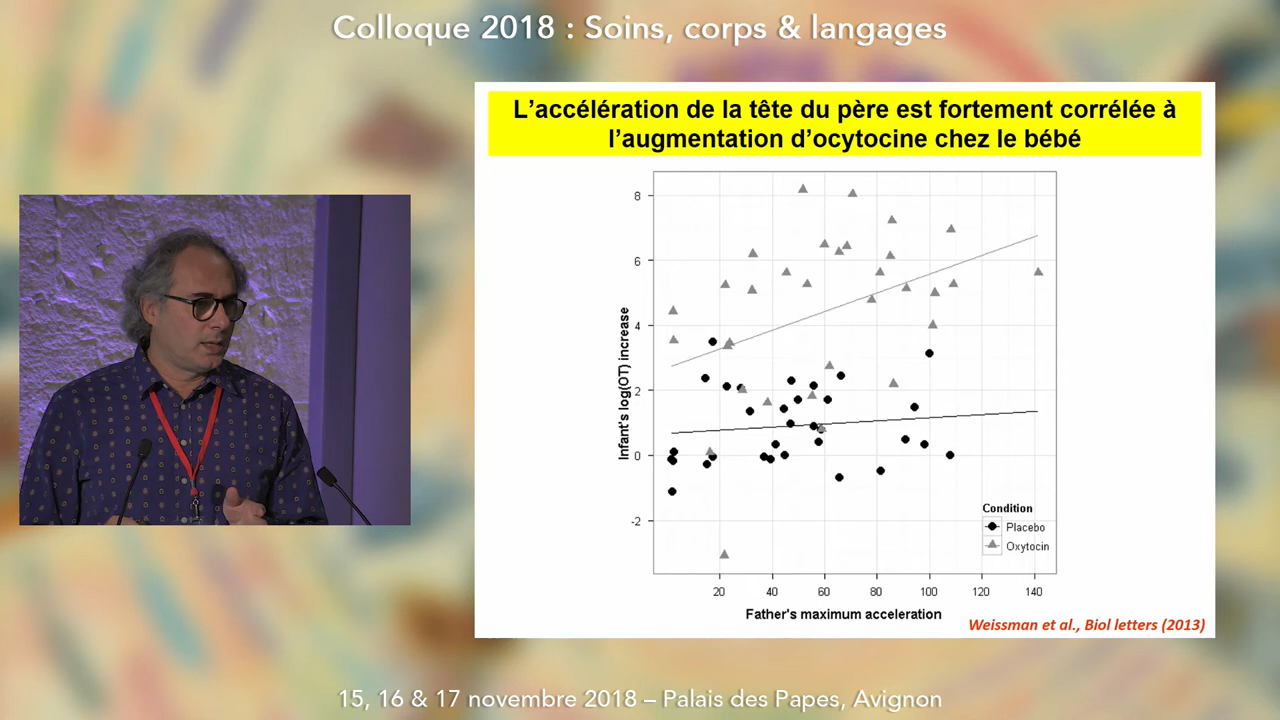 Colloque 2018 : Soins, corps & langages
L'accélération de la tête du père est fortement corrélée à
l'augmentation d'ocytocine chez le bébé
8
6
4
2
0
-2
Infant's log(OT) increase
Condition
Placebo
Oxytocin
20 40 60 80 100 120 140
Father's maximum acceleration
Weissman et al., Biol letters (2013)
15, 16 & 17 novembre 2018 – Palais des Papes, Avignon